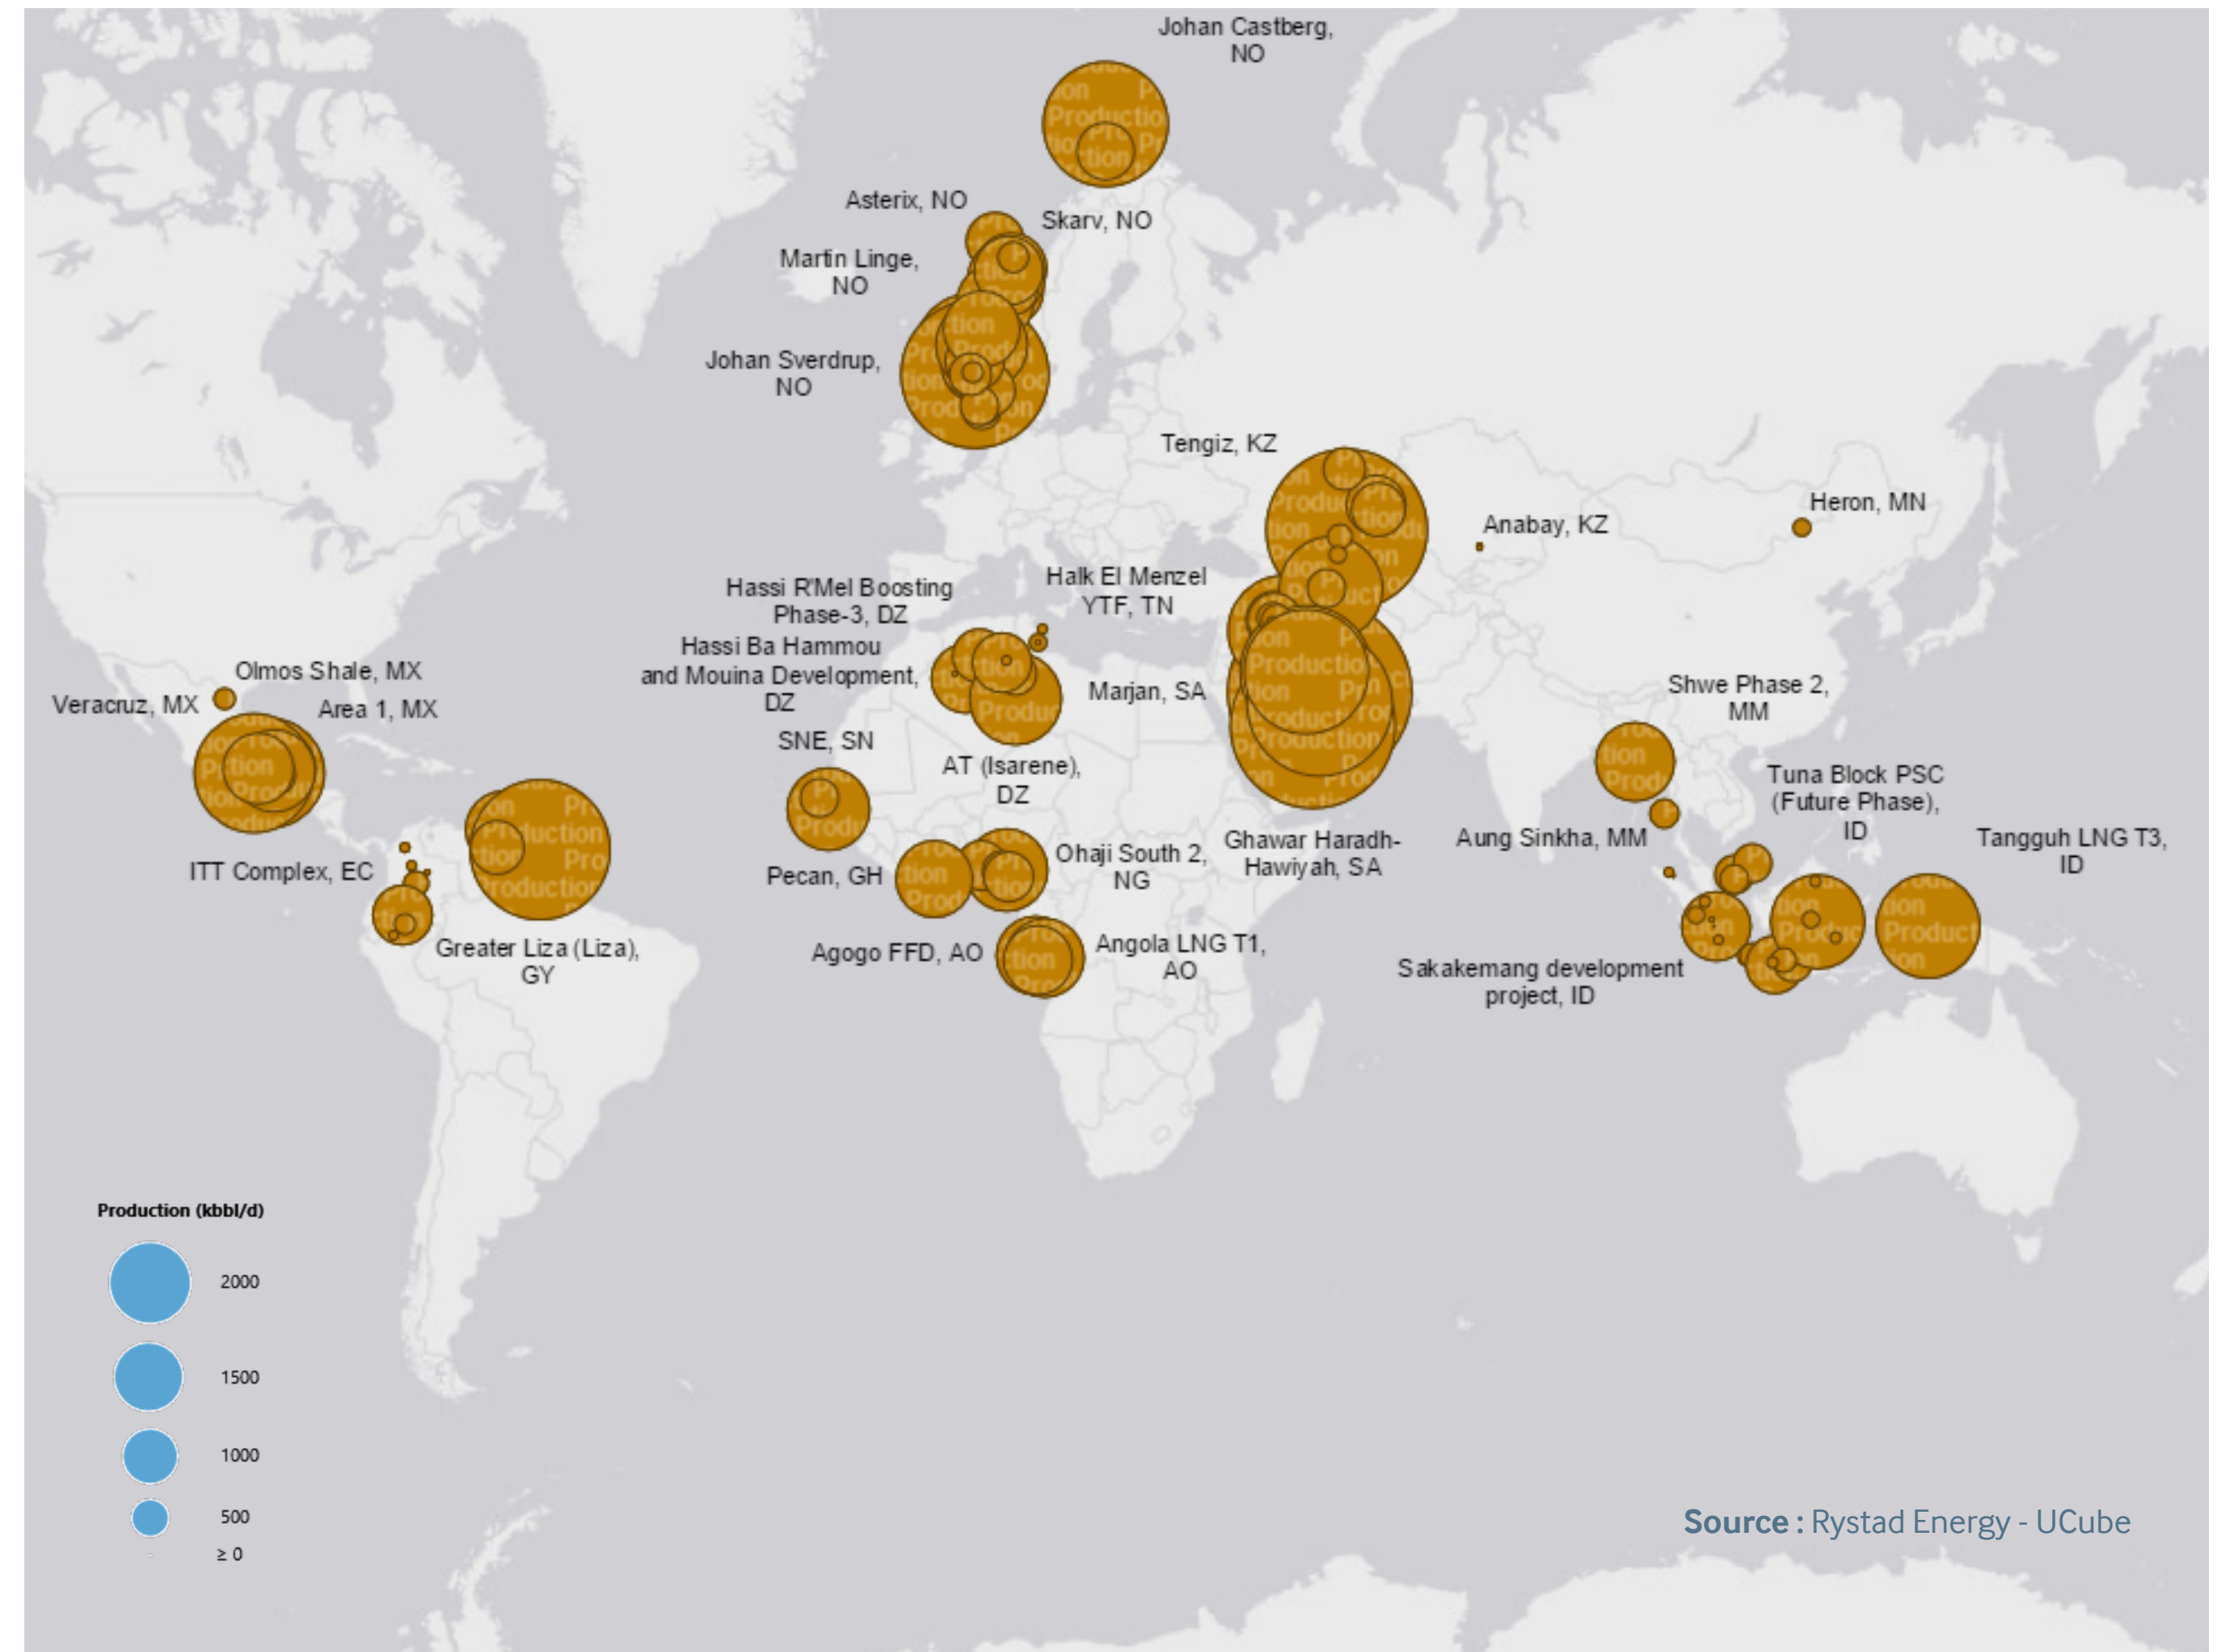 Johan Castberg,
NO
Asterix, NO
Skarv, NO
Martin Linge,
NO
Johan Sverdrup,
NO
Tengiz, KZ
Heron, MN
Anabay, KZ
Hassi R'Mel Boosting
Phase-3, DZ
Halk El Menzel
YTF, TN
Hassi Ba Hammou
and Mouina Development,
DZ
Olmos Shale, MX
Veracruz, MX
Area 1, MX
Marjan, SA
Shwe Phase 2,
MM
SNE, SN
AT (Isarene),
DZ
Tuna Block PSC
(Future Phase),
ID
Aung Sinkha, MM
Tangguh LNG T3,
ID
ITT Complex, EC
Pecan, GH
Ohaji South 2,
NG
Ghawar Haradh-
Hawiyah, SA
Greater Liza (Liza),
GY
Agogo FFD, AO
Angola LNG T1,
AO
Sakakemang development
project, ID
Production (kbbl/d)
2000
1500
1000
500
≥ 0
Source : Rystad Energy - UCube